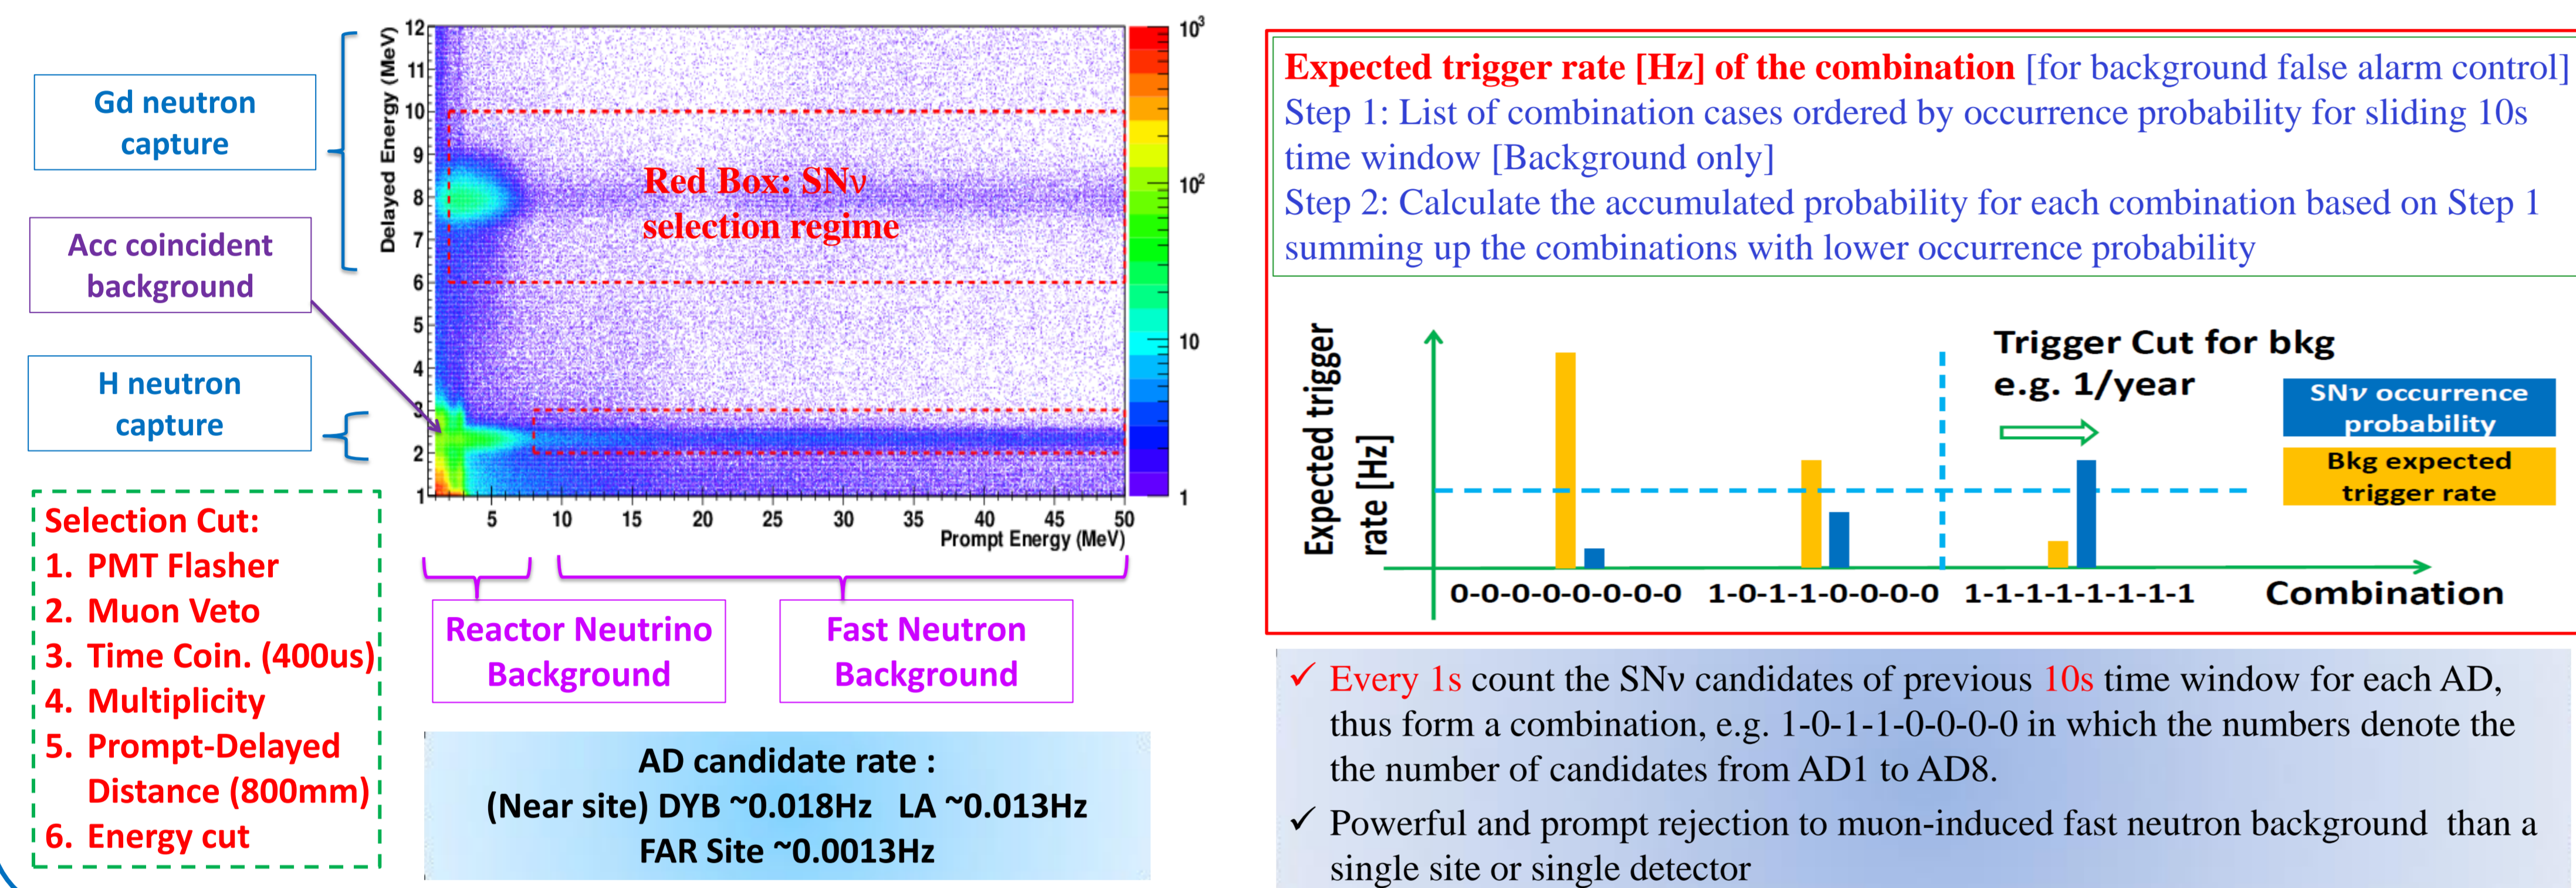 Gd neutron
capture
Acc coincident
background
H neutron
capture
Selection Cut:
1. PMT Flasher
2. Muon Veto
3. Time Coin. (400us)
4. Multiplicity
5. Prompt-Delayed
Distance (800mm)
6. Energy cut
Delayed Energy (MeV)
12
11
10
9
8
7
6
5
4
3
2
1
Red Box: SNν
selection regime
5 10 15 20 25 30 35 40 45 50
Prompt Energy (MeV)
10³
10²
10
1
Reactor Neutrino
Background
Fast Neutron
Background
AD candidate rate :
(Near site) DYB ~0.018Hz LA ~0.013Hz
FAR Site ~0.0013Hz
Expected trigger rate [Hz] of the combination [for background false alarm control]
Step 1: List of combination cases ordered by occurrence probability for sliding 10s
time window [Background only]
Step 2: Calculate the accumulated probability for each combination based on Step 1
summing up the combinations with lower occurrence probability
Expected trigger
rate [Hz]
Trigger Cut for bkg
e.g. 1/year
SNν occurrence
probability
Bkg expected
trigger rate
0-0-0-0-0-0-0-0 1-0-1-1-0-0-0-0 1-1-1-1-1-1-1-1 Combination
✓ Every 1s count the SNν candidates of previous 10s time window for each AD,
thus form a combination, e.g. 1-0-1-1-0-0-0-0 in which the numbers denote the
the number of candidates from AD1 to AD8.
✓ Powerful and prompt rejection to muon-induced fast neutron background than a
single site or single detector